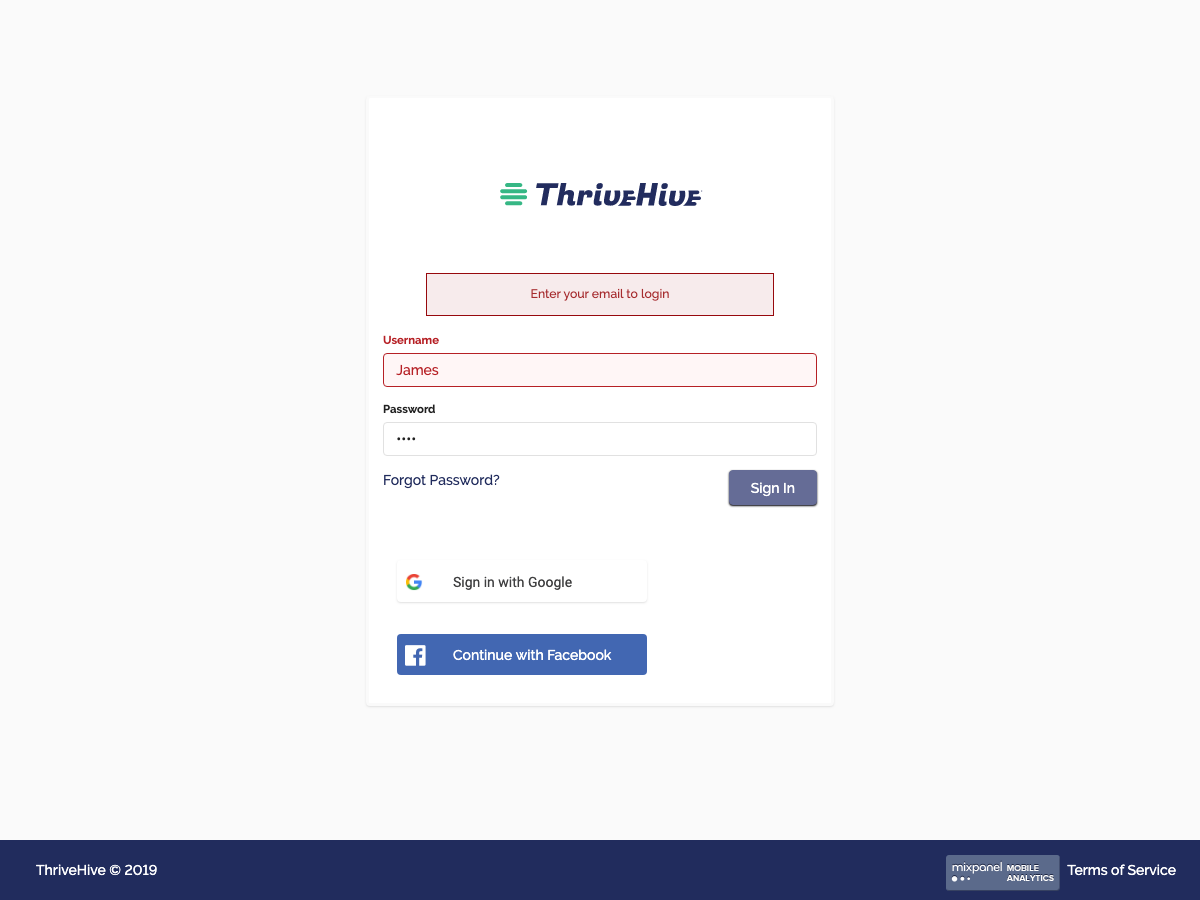 ThriveHive
Enter your email to login
Username
James
Password
••••
Forgot Password?
Sign In
Sign in with Google
Continue with Facebook
ThriveHive © 2019
mixpanel MOBILE
ANALYTICS
Terms of Service